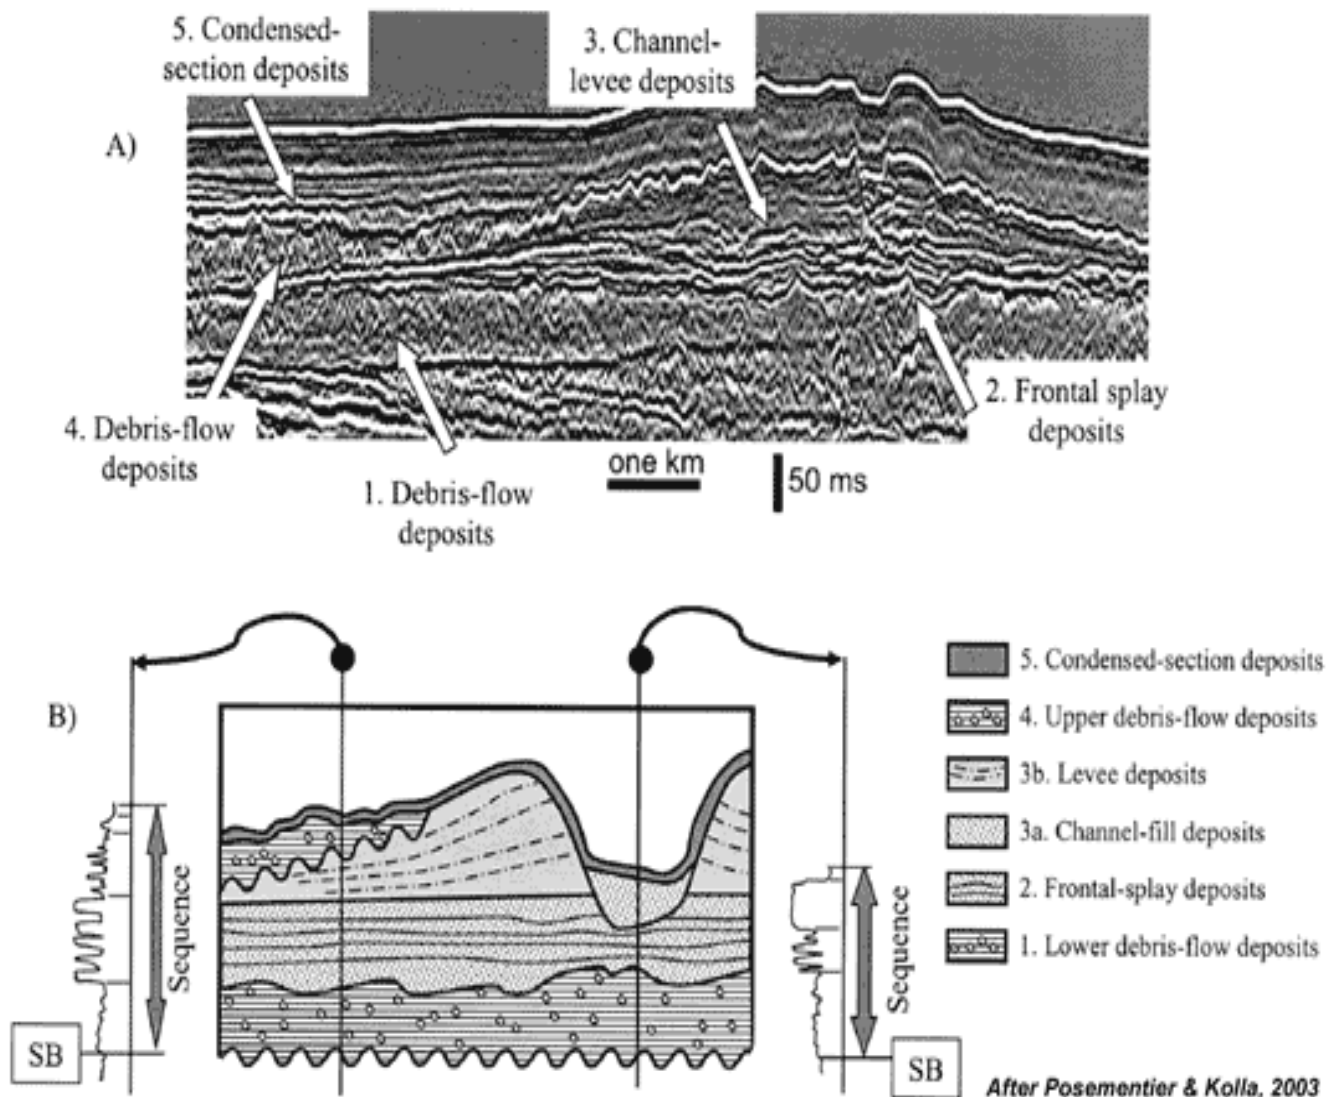 5. Condensed-
section deposits
3. Channel-
levee deposits
A)
4. Debris-flow
deposits
1. Debris-flow
deposits
2. Frontal splay
deposits
one km
50 ms
B)
Sequence
SB
Sequence
SB
5. Condensed-section deposits
4. Upper debris-flow deposits
3b. Levee deposits
3a. Channel-fill deposits
2. Frontal-splay deposits
1. Lower debris-flow deposits
After Posementier & Kolla, 2003